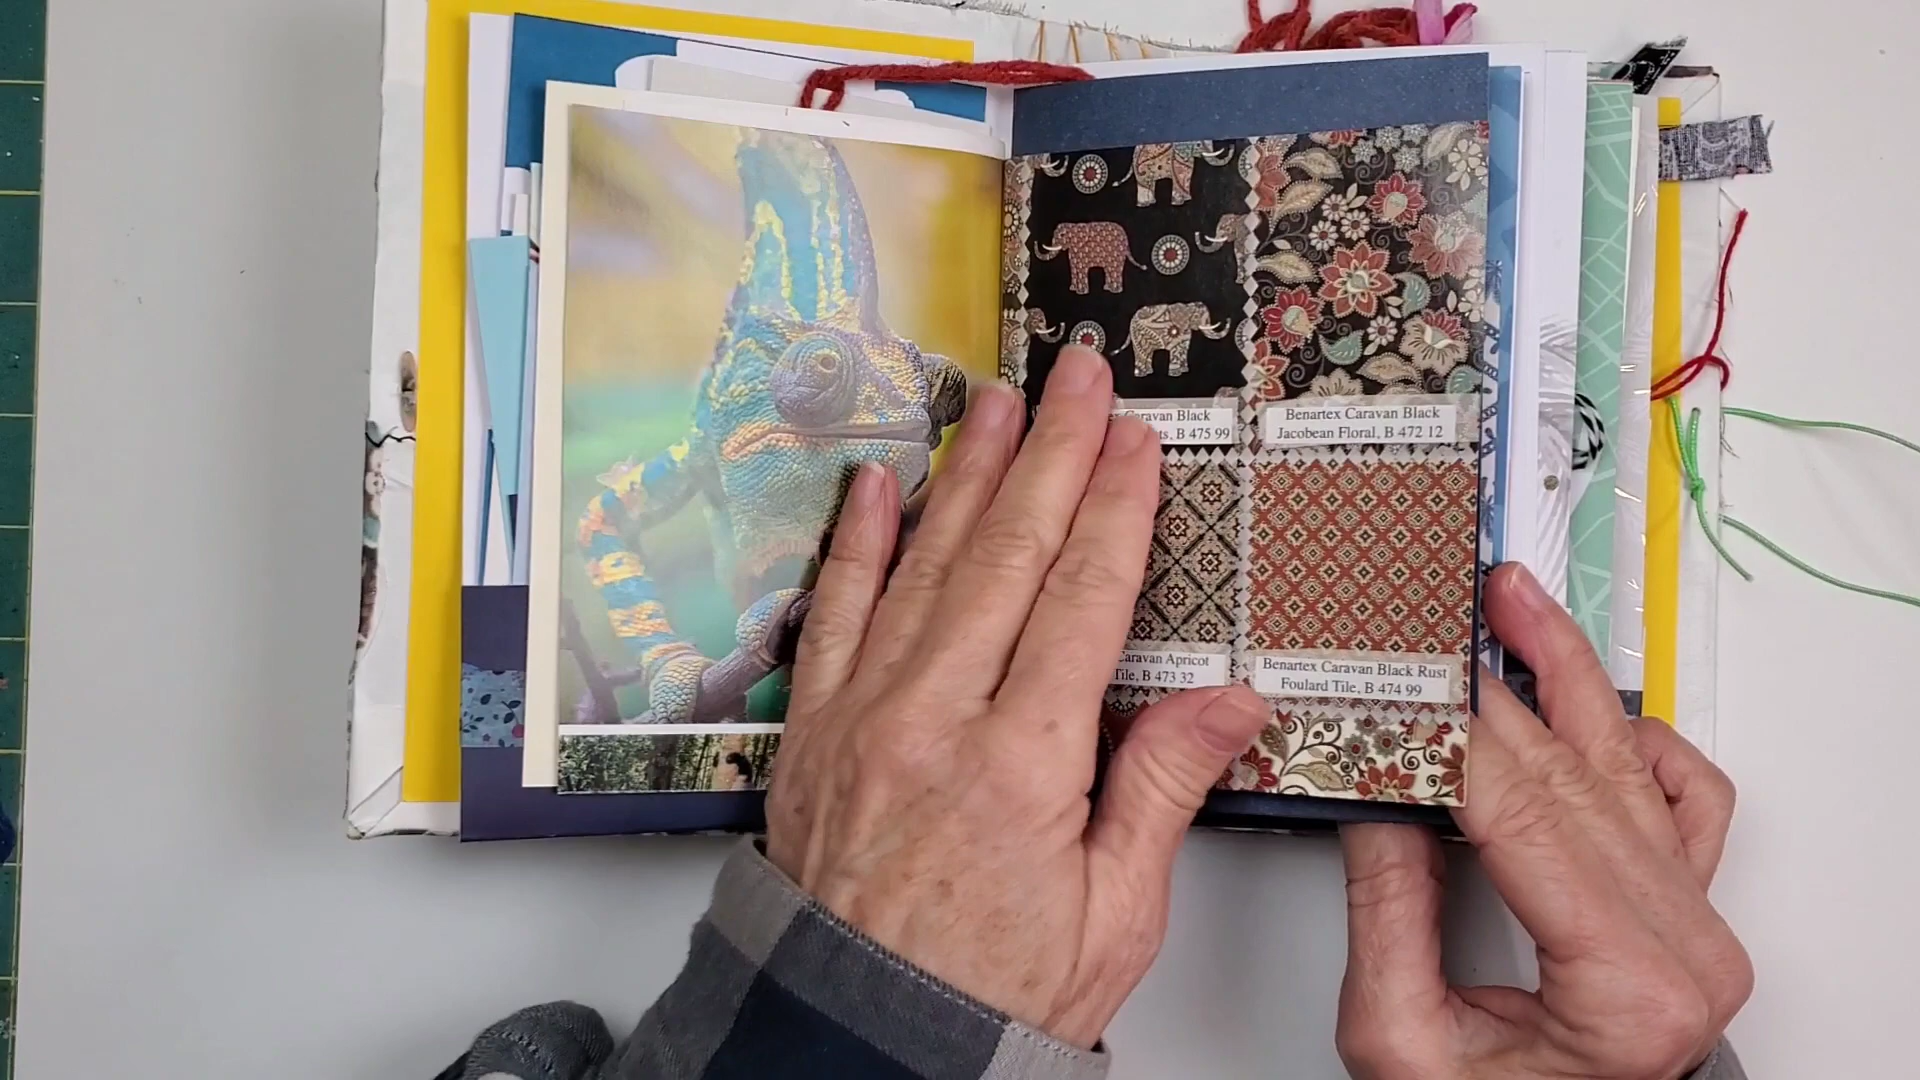 Caravan Black
B 475 99
Benartex Caravan Black
Jacobean Floral, B 472 12
Caravan Apricot
Tile, B 473 32
Benartex Caravan Black Rust
Foulard Tile, B 474 99